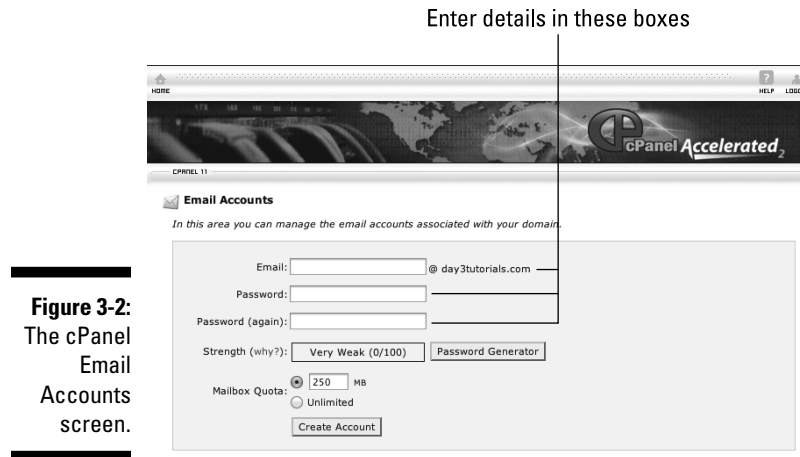 Enter details in these boxes
HOME
HELP
cPanel Accelerated2
CPANEL 11
Email Accounts
In this area you can manage the email accounts associated with your domain.
Email:
@ day3tutorials.com
Password:
Password (again):
Strength (why?):
Very Weak (0/100)
Password Generator
Mailbox Quota:
250 MB
Unlimited
Create Account
Figure 3-2:
The cPanel
Email
Accounts
screen.